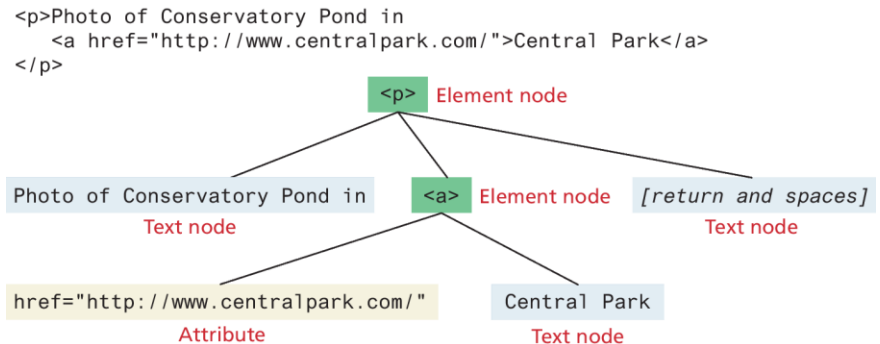 <p>Photo of Conservatory Pond in
<a href="http://www.centralpark.com/">Central Park</a>
</p>
<p> Element node
Photo of Conservatory Pond in <a> Element node [return and spaces]
Text node Text node
href="http://www.centralpark.com/" Central Park
Attribute Text node